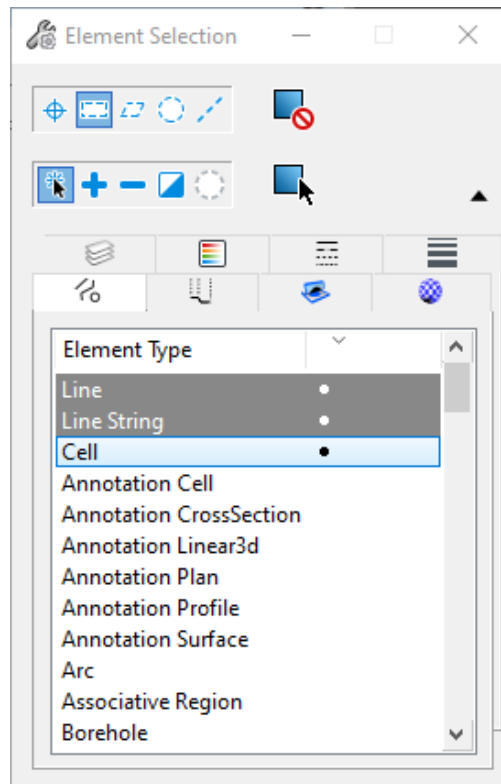 Element Selection
Element Type
Line
Line String
Cell
Annotation Cell
Annotation CrossSection
Annotation Linear3d
Annotation Plan
Annotation Profile
Annotation Surface
Arc
Associative Region
Borehole